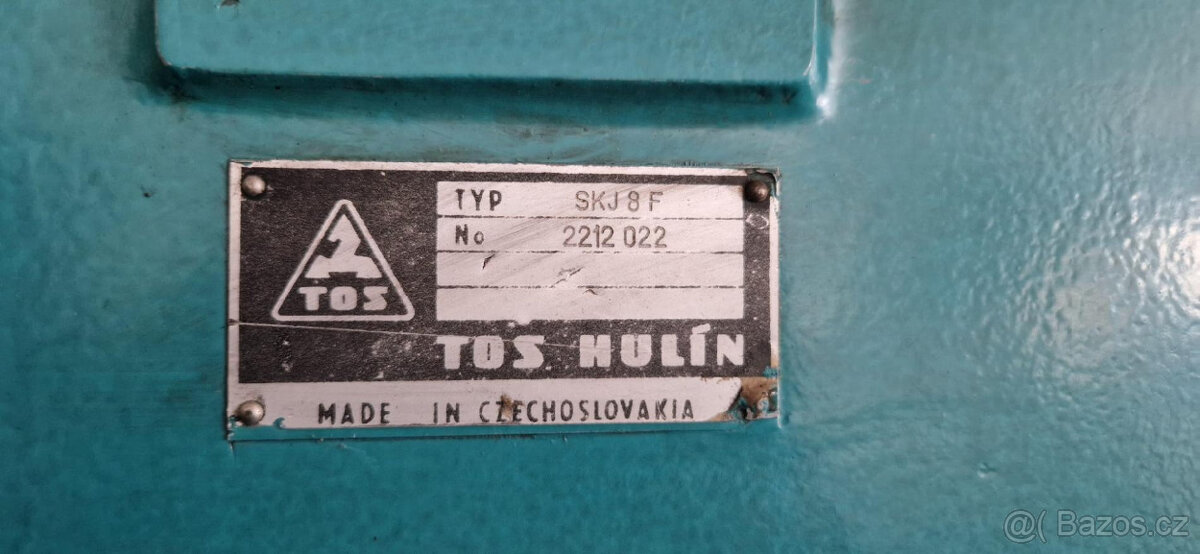 TYP SKJ 8 F
No 2212 022
TOS
TOS HULÍN
MADE IN CZECHOSLOVAKIA
@( Bazos.cz